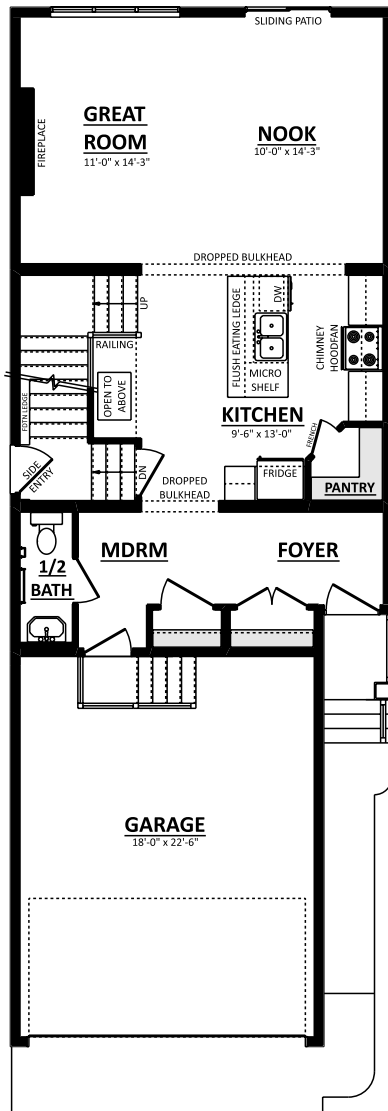 SLIDING PATIO
GREAT
ROOM
11'-0" x 14'-3"
NOOK
10'-0" x 14'-3"
FIREPLACE
DROPPED BULKHEAD
UP
RAILING
OPEN TO
ABOVE
FDTN LEDGE
FLUSH EATING LEDGE
DW
MICRO
SHELF
CHIMNEY
HOODFAN
KITCHEN
9'-6" x 13'-0"
FRENCH
SIDE
ENTRY
DN
DROPPED
BULKHEAD
FRIDGE
PANTRY
MDRM
FOYER
1/2
BATH
GARAGE
18'-0" x 22'-6"